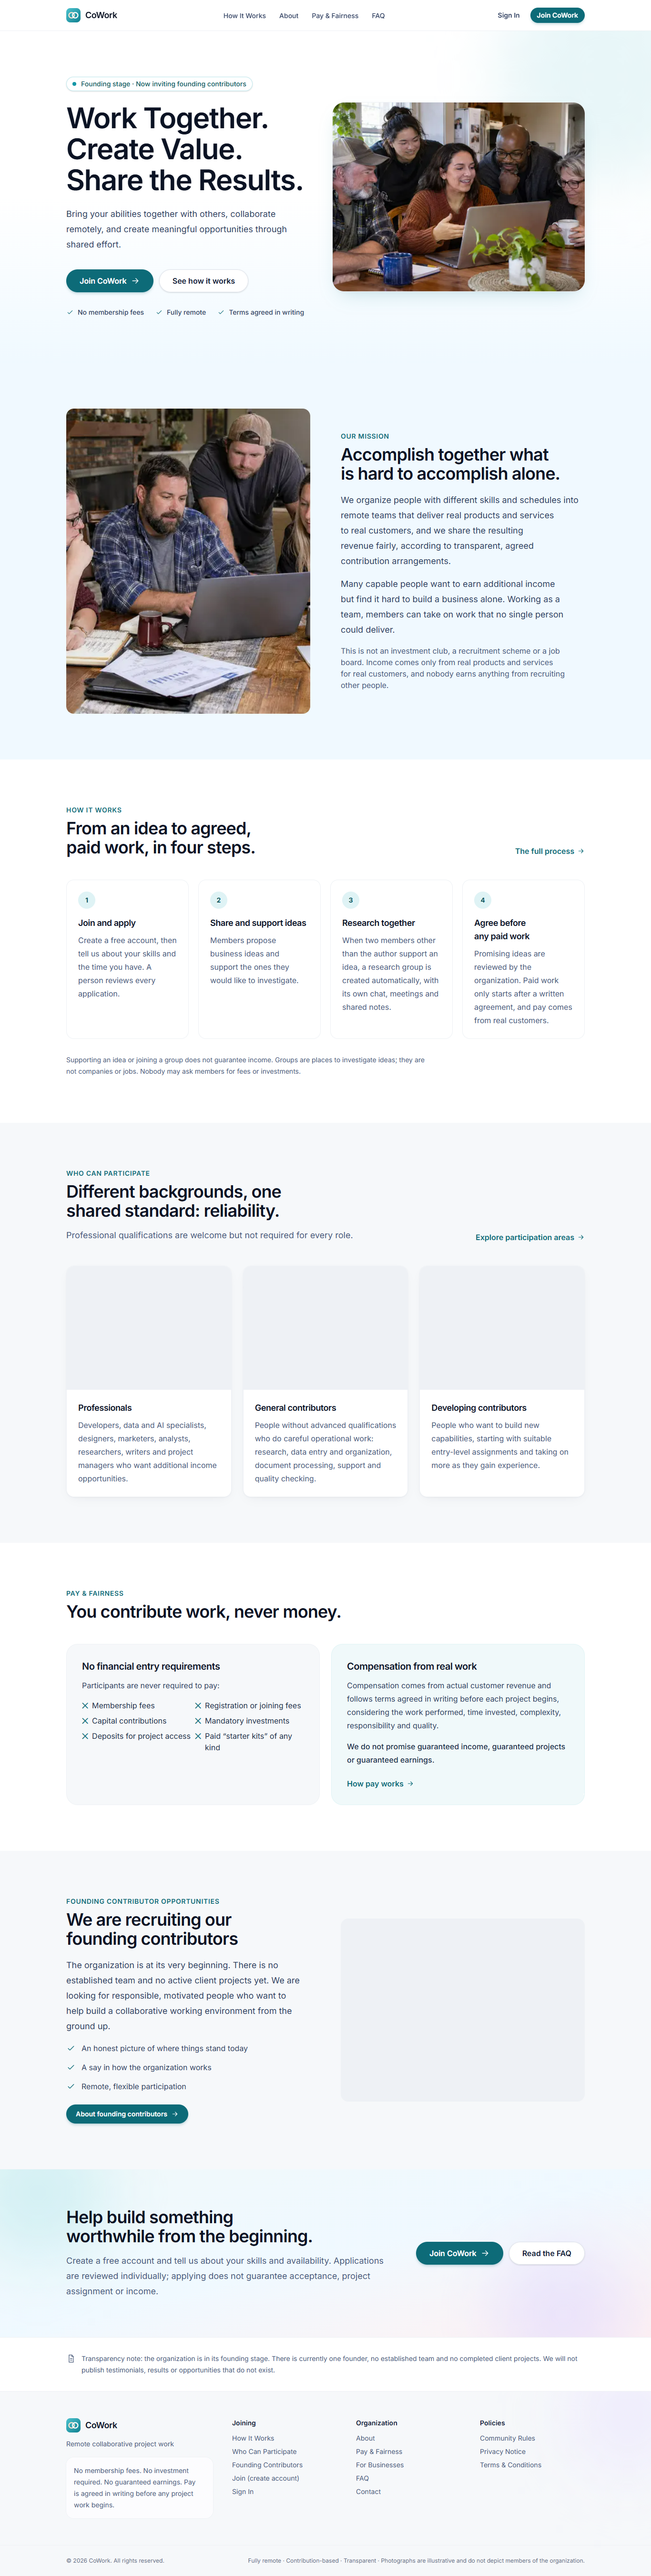 CoWork
How It Works
About
Pay & Fairness
FAQ
Sign In
Join CoWork
Founding stage · Now inviting founding contributors
Work Together.
Create Value.
Share the Results.
Bring your abilities together with others, collaborate
remotely, and create meaningful opportunities through
shared effort.
Join CoWork →
See how it works
No membership fees
Fully remote
Terms agreed in writing
OUR MISSION
Accomplish together what
is hard to accomplish alone.
We organize people with different skills and schedules into
remote teams that deliver real products and services
to real customers, and we share the resulting
revenue fairly, according to transparent, agreed
contribution arrangements.
Many capable people want to earn additional income
but find it hard to build a business alone. Working as a
team, members can take on work that no single person
could deliver.
This is not an investment club, a recruitment scheme or a job
board. Income comes only from real products and services
for real customers, and nobody earns anything from recruiting
other people.
HOW IT WORKS
From an idea to agreed,
paid work, in four steps.
The full process →
1
Join and apply
Create a free account, then
tell us about your skills and
the time you have. A
person reviews every
application.
2
Share and support ideas
Members propose
business ideas and
support the ones they
would like to investigate.
3
Research together
When two members other
than the author support an
idea, a research group is
created automatically, with
its own chat, meetings and
shared notes.
4
Agree before
any paid work
Promising ideas are
reviewed by the
organization. Paid work
only starts after a written
agreement, and pay comes
from real customers.
Supporting an idea or joining a group does not guarantee income. Groups are places to investigate ideas; they are
not companies or jobs. Nobody may ask members for fees or investments.
WHO CAN PARTICIPATE
Different backgrounds, one
shared standard: reliability.
Professional qualifications are welcome but not required for every role.
Explore participation areas →
Professionals
Developers, data and AI specialists,
designers, marketers, analysts,
researchers, writers and project
managers who want additional income
opportunities.
General contributors
People without advanced qualifications
who do careful operational work:
research, data entry and organization,
document processing, support and
quality checking.
Developing contributors
People who want to build new
capabilities, starting with suitable
entry-level assignments and taking on
more as they gain experience.
PAY & FAIRNESS
You contribute work, never money.
No financial entry requirements
Participants are never required to pay:
Membership fees
Registration or joining fees
Capital contributions
Mandatory investments
Deposits for project access
Paid “starter kits” of any
kind
Compensation from real work
Compensation comes from actual customer revenue and
follows terms agreed in writing before each project begins,
considering the work performed, time invested, complexity,
responsibility and quality.
We do not promise guaranteed income, guaranteed projects
or guaranteed earnings.
How pay works →
FOUNDING CONTRIBUTOR OPPORTUNITIES
We are recruiting our
founding contributors
The organization is at its very beginning. There is no
established team and no active client projects yet. We are
looking for responsible, motivated people who want to
help build a collaborative working environment from the
ground up.
An honest picture of where things stand today
A say in how the organization works
Remote, flexible participation
About founding contributors →
Help build something
worthwhile from the beginning.
Create a free account and tell us about your skills and availability. Applications
are reviewed individually; applying does not guarantee acceptance, project
assignment or income.
Join CoWork →
Read the FAQ
Transparency note: the organization is in its founding stage. There is currently one founder, no established team and no completed client projects. We will not
publish testimonials, results or opportunities that do not exist.
CoWork
Remote collaborative project work
No membership fees. No investment
required. No guaranteed earnings. Pay
is agreed in writing before any project
work begins.
Joining
How It Works
Who Can Participate
Founding Contributors
Join (create account)
Sign In
Organization
About
Pay & Fairness
For Businesses
FAQ
Contact
Policies
Community Rules
Privacy Notice
Terms & Conditions
© 2026 CoWork. All rights reserved.
Fully remote · Contribution-based · Transparent · Photographs are illustrative and do not depict members of the organization.